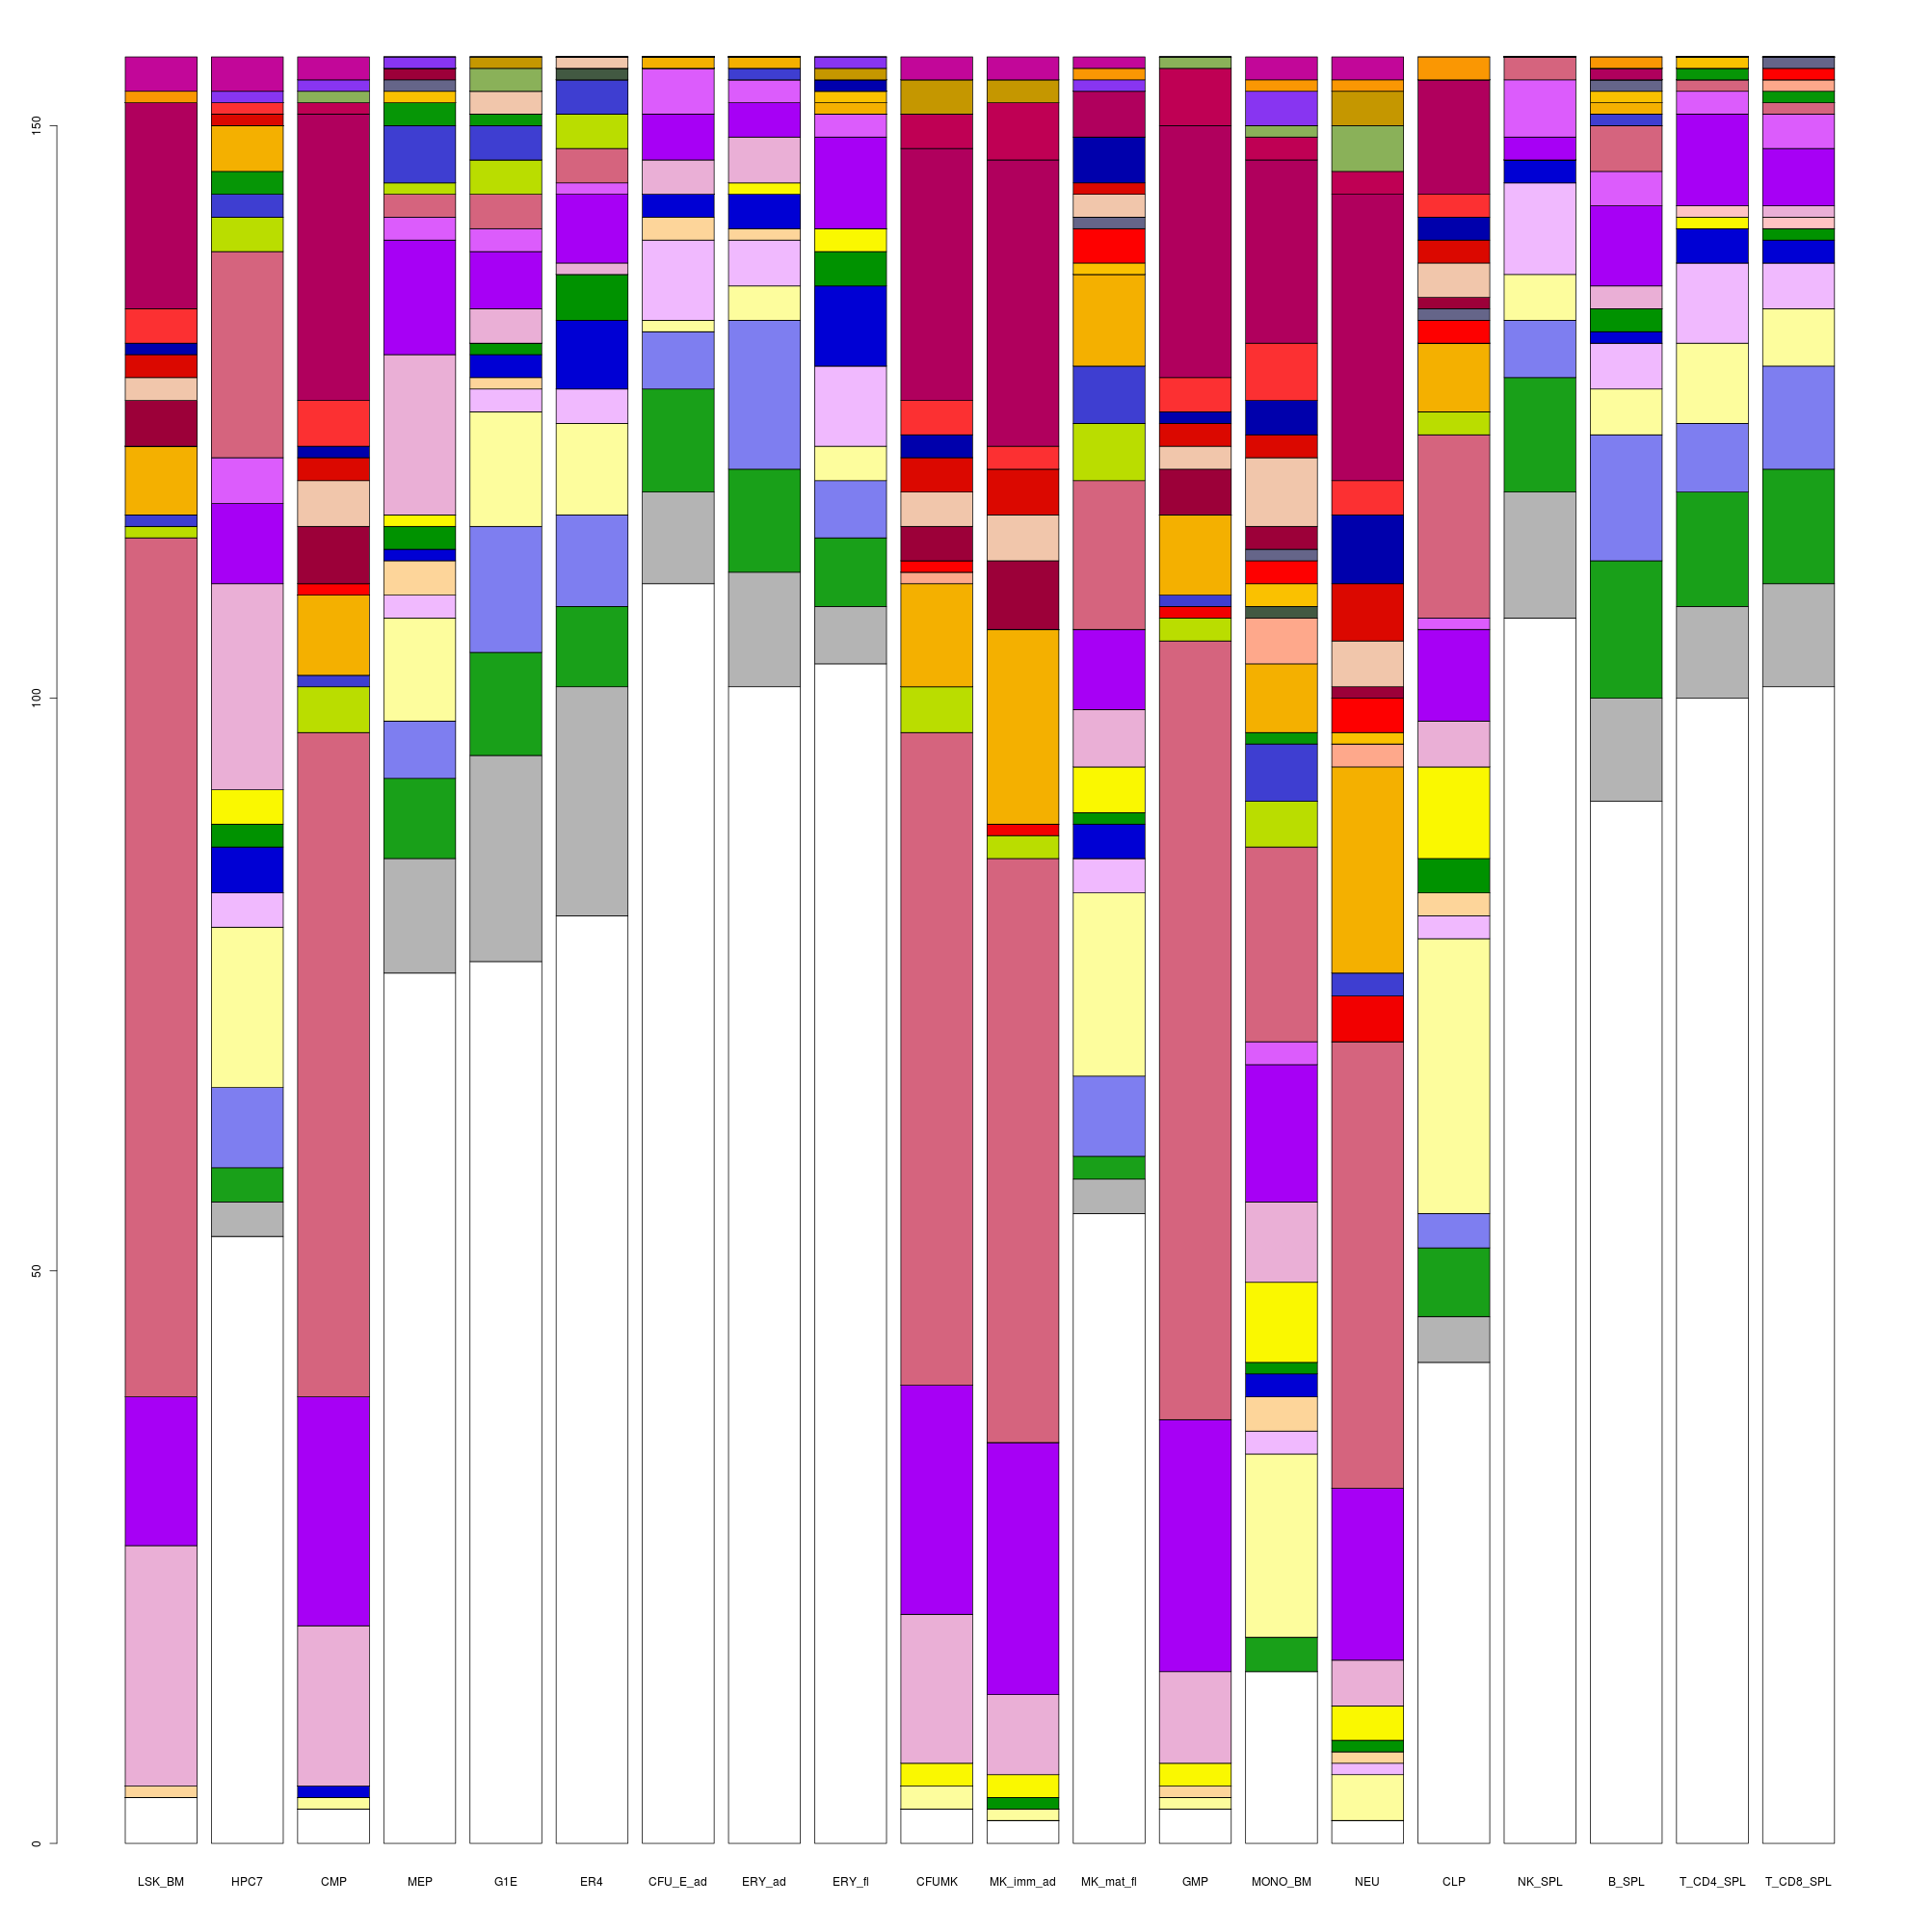 150
100
50
0
LSK_BM HPC7 CMP MEP G1E ER4 CFU_E_ad ERY_ad ERY_fl CFUMK MK_imm_ad MK_mat_fl GMP MONO_BM NEU CLP NK_SPL B_SPL T_CD4_SPL T_CD8_SPL